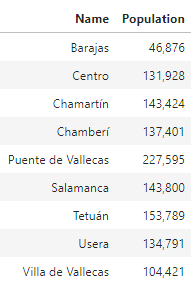 Name Population
Barajas 46,876
Centro 131,928
Chamartín 143,424
Chamberí 137,401
Puente de Vallecas 227,595
Salamanca 143,800
Tetuán 153,789
Usera 134,791
Villa de Vallecas 104,421